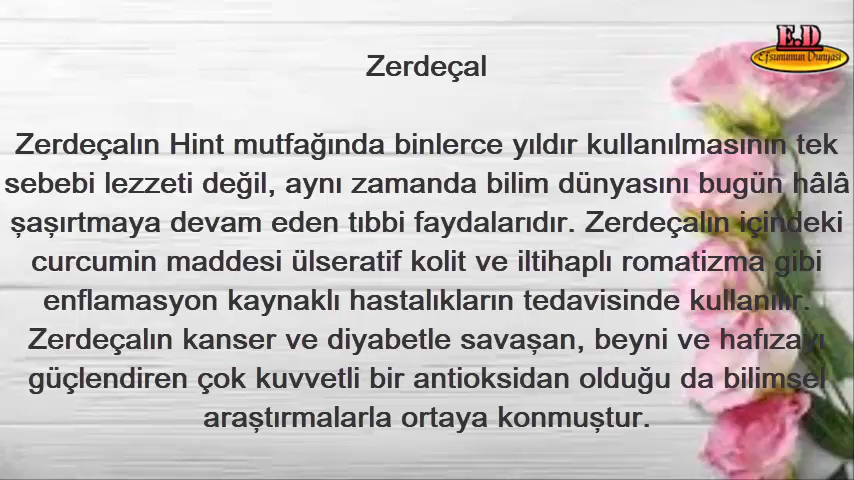 E.D
Efsunumun Dünyası
Zerdeçal
Zerdeçalın Hint mutfağında binlerce yıldır kullanılmasının tek
sebebi lezzeti değil, aynı zamanda bilim dünyasını bugün hâlâ
şaşırtmaya devam eden tıbbi faydalarıdır. Zerdeçalın içindeki
curcumin maddesi ülseratif kolit ve iltihaplı romatizma gibi
enflamasyon kaynaklı hastalıkların tedavisinde kullanılır.
Zerdeçalın kanser ve diyabetle savaşan, beyni ve hafızayı
güçlendiren çok kuvvetli bir antioksidan olduğu da bilimsel
araştırmalarla ortaya konmuştur.